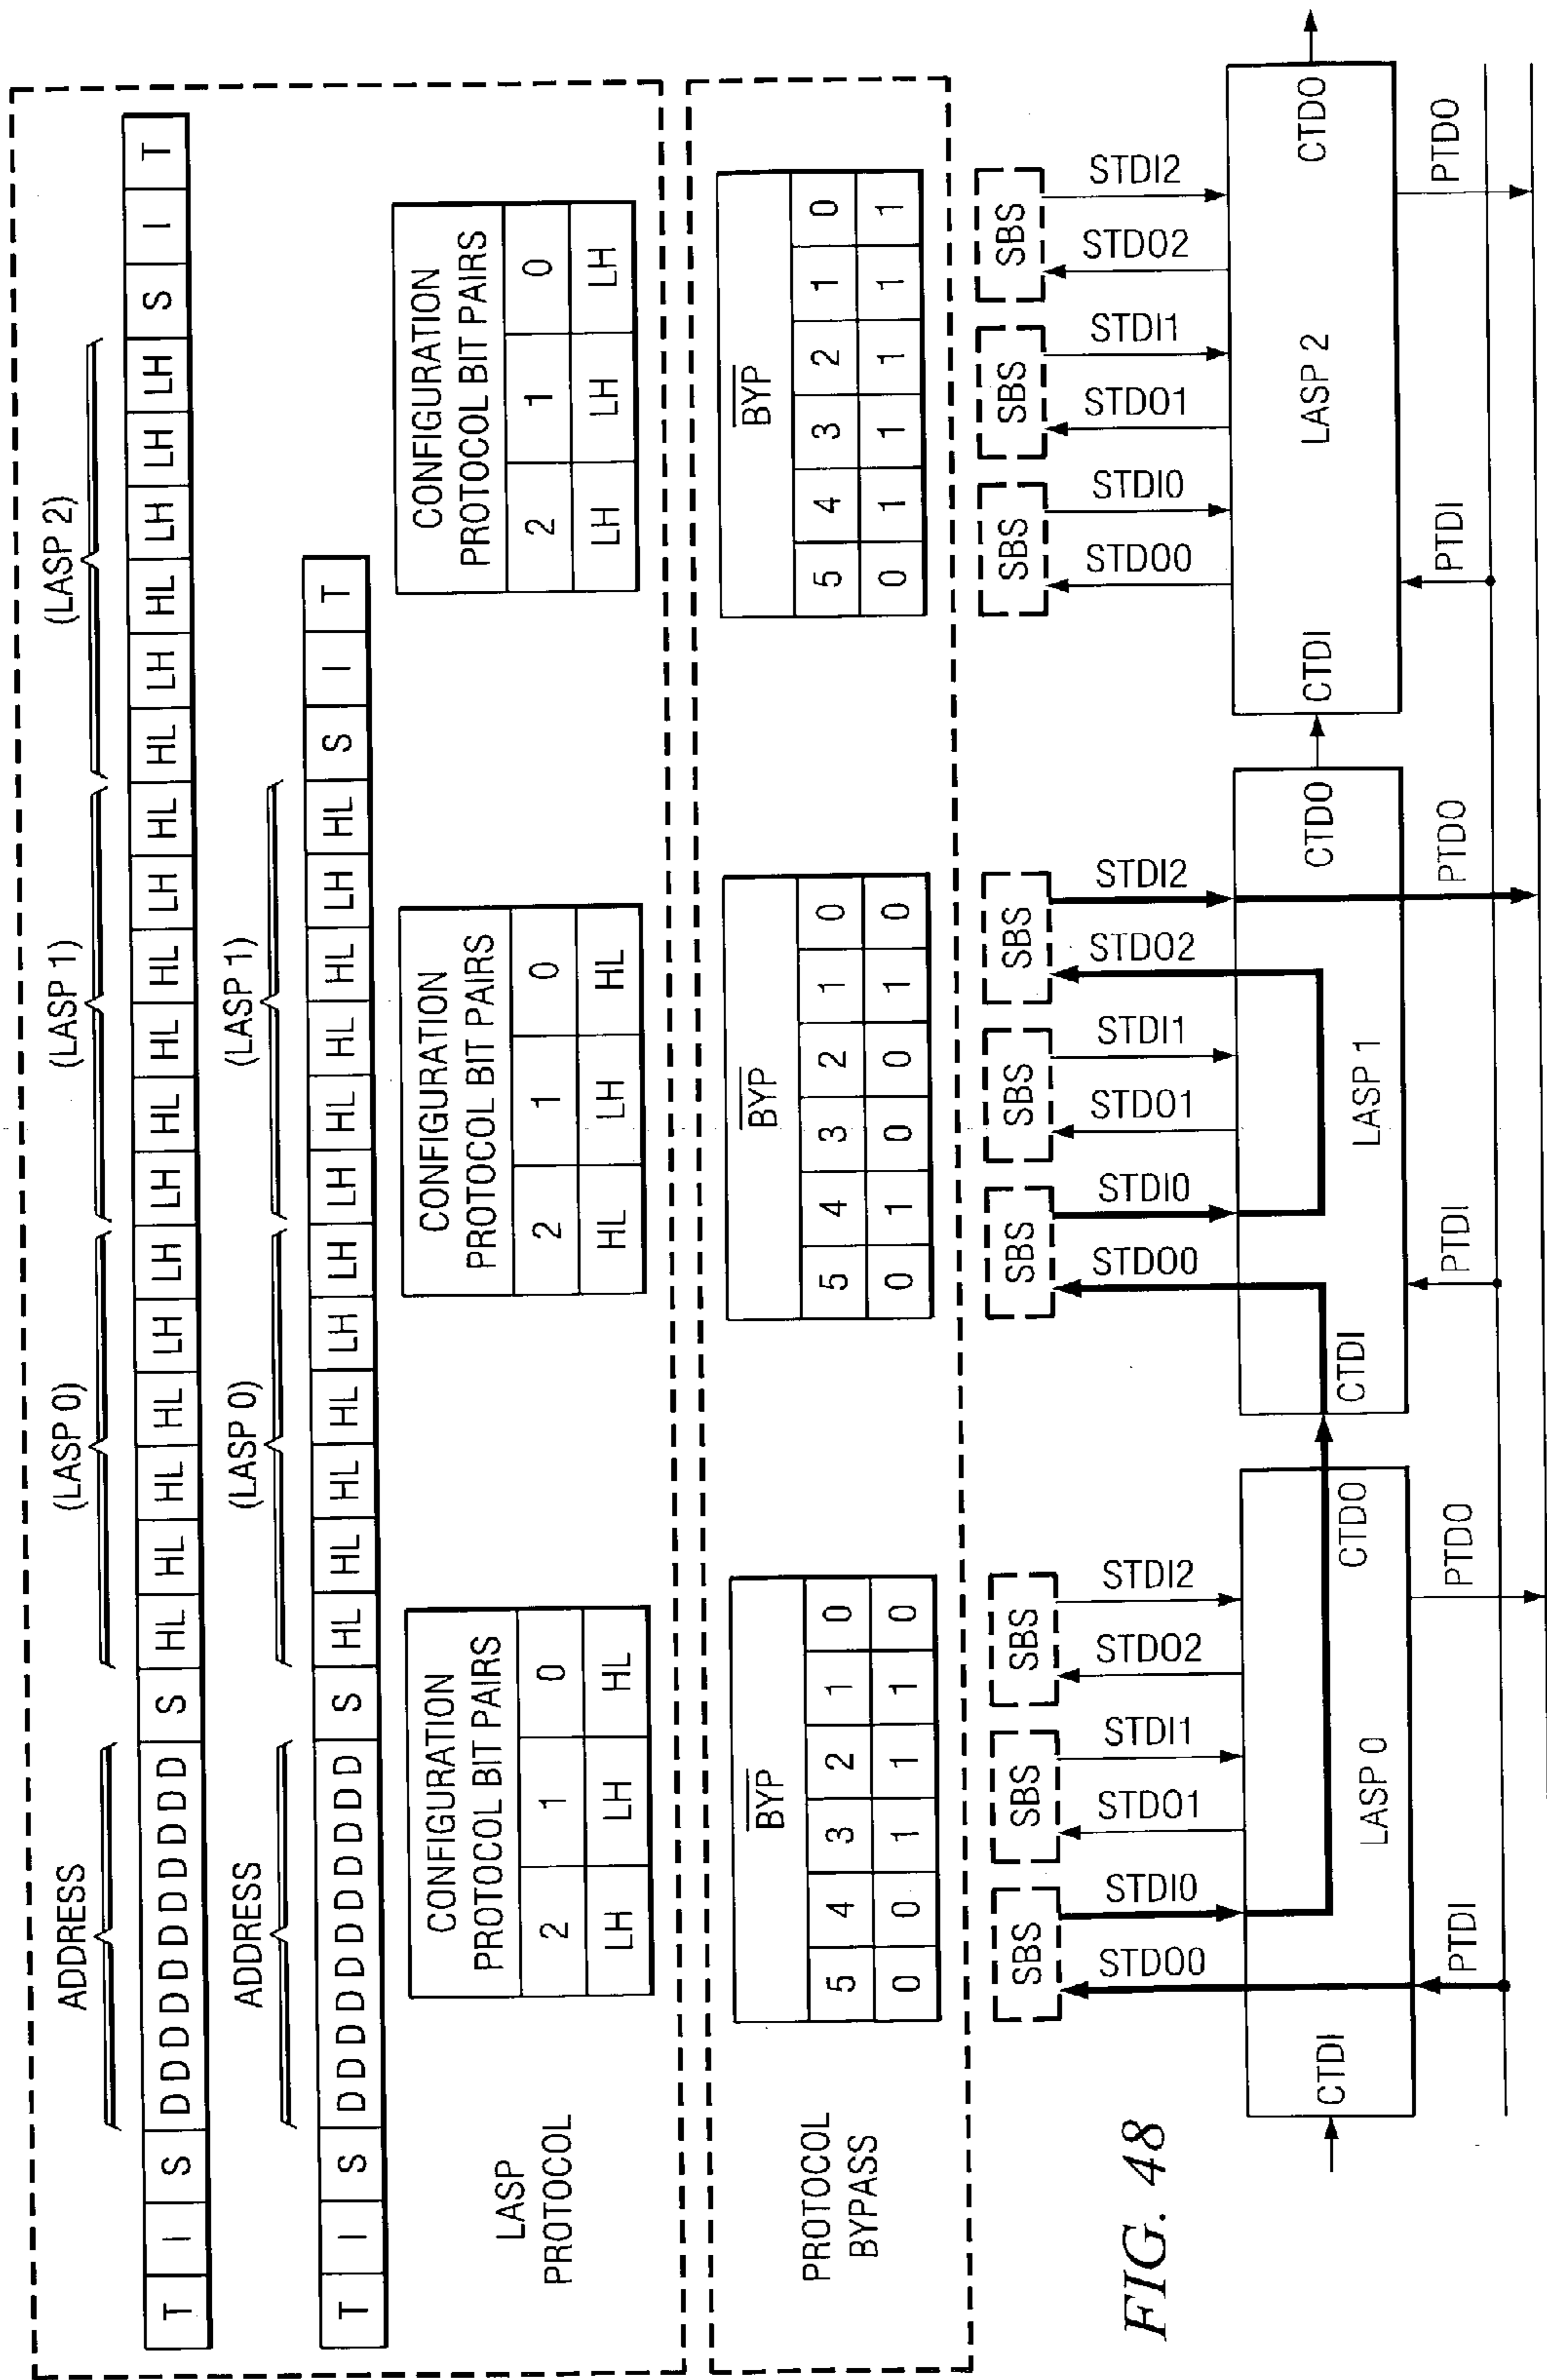 ADDRESS (LASP 0) (LASP 1) (LASP 2)
T I S D D D D D D D D D D S HL HL HL HL LH LH LH HL HL HL LH HL HL LH HL LH LH LH S I T
ADDRESS (LASP 0) (LASP 1)
T I S D D D D D D D D D D S HL HL HL HL LH LH LH HL HL HL LH HL S I T
LASP
PROTOCOL
CONFIGURATION
PROTOCOL BIT PAIRS
2 1 0
LH LH HL
CONFIGURATION
PROTOCOL BIT PAIRS
2 1 0
HL LH HL
CONFIGURATION
PROTOCOL BIT PAIRS
2 1 0
LH LH LH
PROTOCOL
BYPASS
BYP
5 4 3 2 1 0
0 0 1 1 1 0
BYP
5 4 3 2 1 0
0 1 0 0 1 0
BYP
5 4 3 2 1 0
0 1 1 1 1 1
FIG. 48
SBS SBS SBS SBS SBS SBS SBS SBS SBS
STDO0 STDI0 STDO1 STDI1 STDO2 STDI2 STDO0 STDI0 STDO1 STDI1 STDO2 STDI2 STDO0 STDI0 STDO1 STDI1 STDO2 STDI2
CTDI LASP 0 CTDO CTDI LASP 1 CTDO CTDI LASP 2 CTDO
PTDI PTDO PTDI PTDO PTDI PTDO